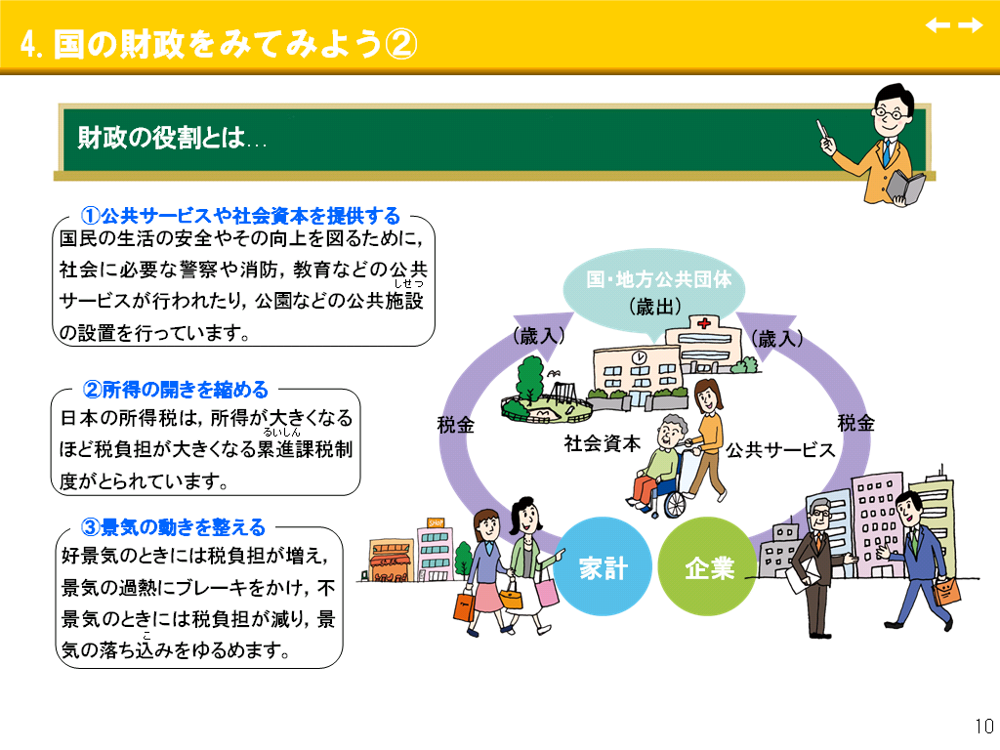 4. 国の財政をみてみよう②
財政の役割とは…
①公共サービスや社会資本を提供する
国民の生活の安全やその向上を図るために,
社会に必要な警察や消防, 教育などの公共
しせつ
サービスが行われたり, 公園などの公共施設
の設置を行っています。
②所得の開きを縮める
日本の所得税は, 所得が大きくなる
るいしん
ほど税負担が大きくなる累進課税制
度がとられています。
③景気の動きを整える
好景気のときには税負担が増え,
景気の過熱にブレーキをかけ, 不
景気のときには税負担が減り, 景
こ
気の落ち込みをゆるめます。
国・地方公共団体
(歳出)
(歳入)
(歳入)
税金
税金
社会資本
公共サービス
SHOP
家計
企業
10